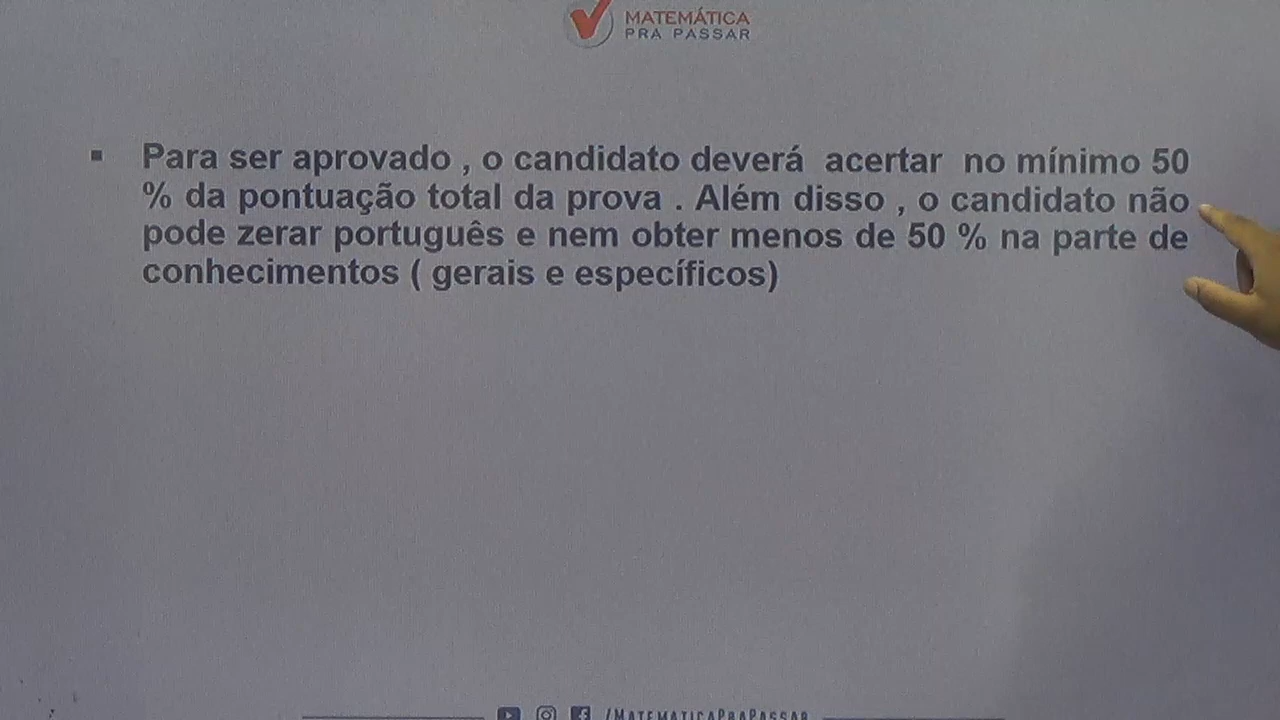 MATEMÁTICA
PRA PASSAR
▪ Para ser aprovado , o candidato deverá acertar no mínimo 50
% da pontuação total da prova . Além disso , o candidato não
pode zerar português e nem obter menos de 50 % na parte de
conhecimentos ( gerais e específicos)
/MATEMATICAPRAPASSAR